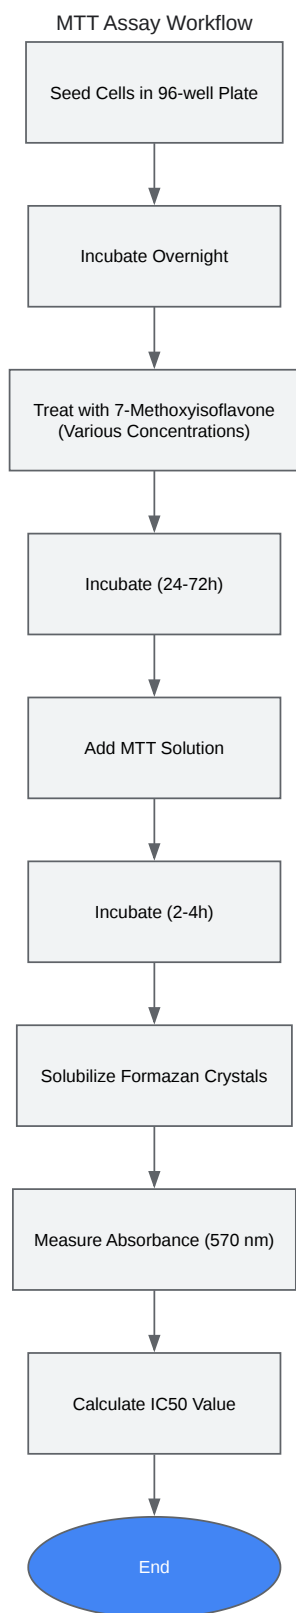 MTT Assay Workflow
Seed Cells in 96-well Plate
Incubate Overnight
Treat with 7-Methoxyisoflavone
(Various Concentrations)
Incubate (24-72h)
Add MTT Solution
Incubate (2-4h)
Solubilize Formazan Crystals
Measure Absorbance (570 nm)
Calculate IC50 Value
End